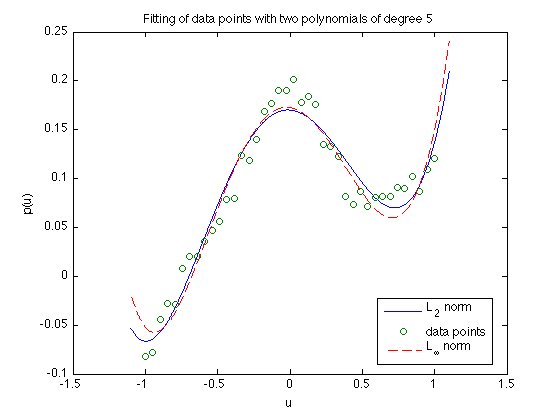 Fitting of data points with two polynomials of degree 5
0.25
0.2
0.15
0.1
0.05
0
-0.05
-0.1
p(u)
-1.5
-1
-0.5
0
0.5
1
1.5
u
L₂ norm
data points
L∞ norm